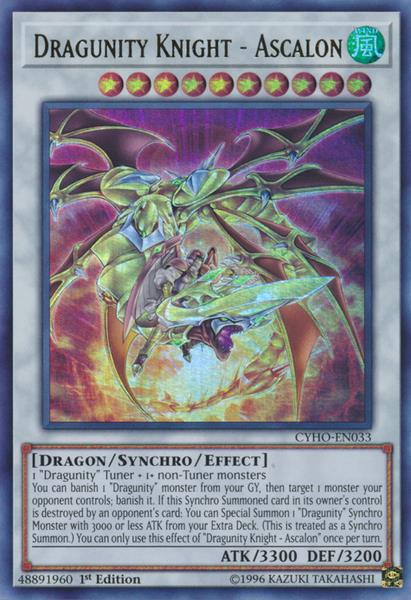 DRAGUNITY KNIGHT - ASCALON
WIND
風
CYHO-EN033
[DRAGON/SYNCHRO/EFFECT]
1 "Dragunity" Tuner + 1+ non-Tuner monsters
You can banish 1 "Dragunity" monster from your GY, then target 1 monster your
opponent controls; banish it. If this Synchro Summoned card in its owner's control
is destroyed by an opponent's card: You can Special Summon 1 "Dragunity" Synchro
Monster with 3000 or less ATK from your Extra Deck. (This is treated as a Synchro
Summon.) You can only use this effect of "Dragunity Knight - Ascalon" once per turn.
ATK/3300 DEF/3200
48891960 1st Edition ©1996 KAZUKI TAKAHASHI